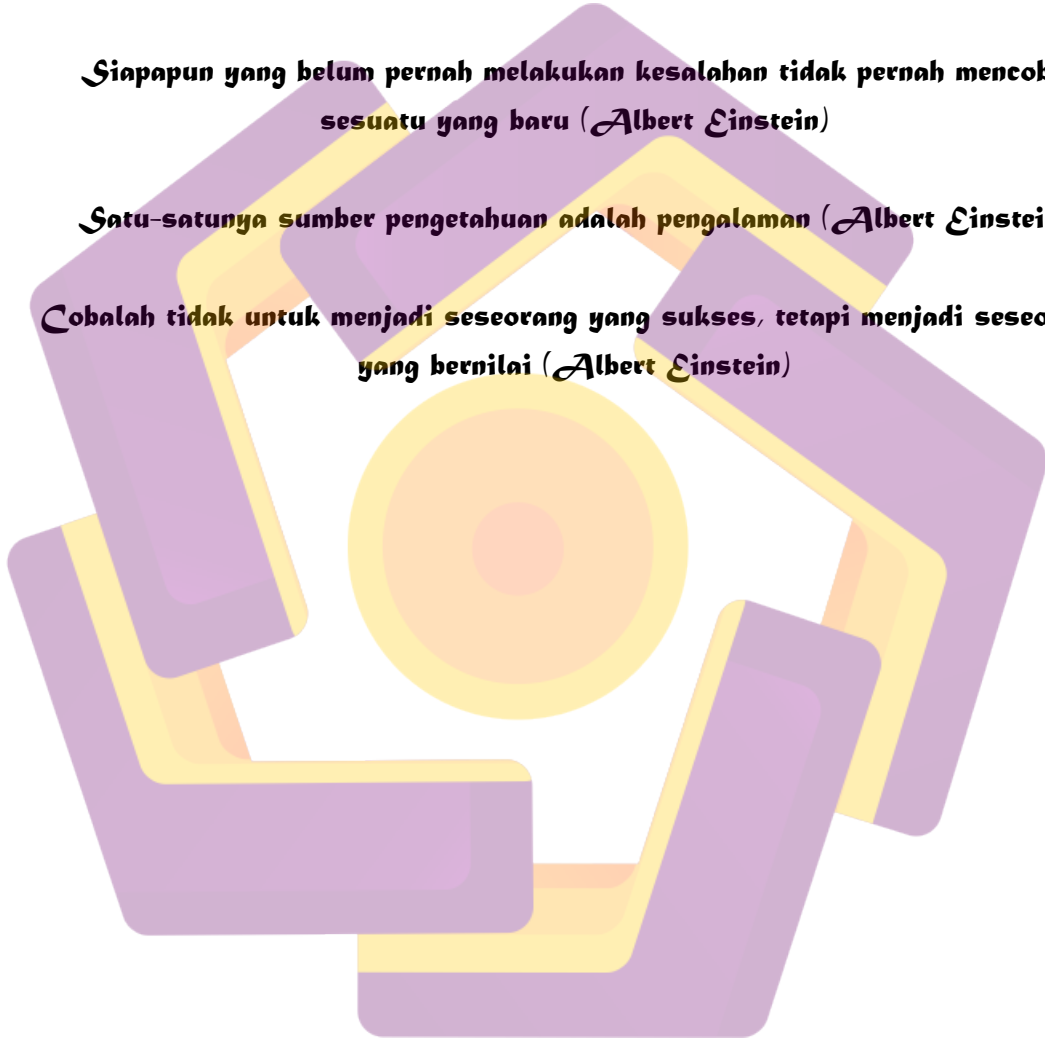 Siapapun yang belum pernah melakukan kesalahan tidak pernah mencob
sesuatu yang baru (Albert Einstein)
Satu-satunya sumber pengetahuan adalah pengalaman (Albert Einstei
Cobalah tidak untuk menjadi seseorang yang sukses, tetapi menjadi seseo
yang bernilai (Albert Einstein)